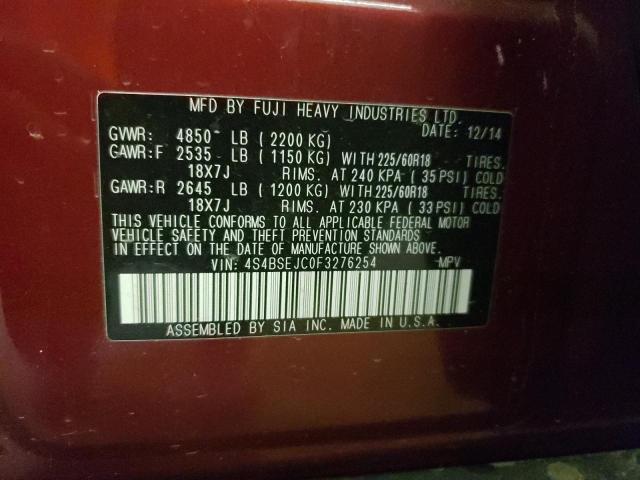 MFD BY FUJI HEAVY INDUSTRIES LTD.
DATE: 12/14
GVWR: 4850 LB (2200 KG)
GAWR:F 2535 LB (1150 KG) WITH 225/60R18 TIRES.
18X7J RIMS. AT 240 KPA (35 PSI) COLD
GAWR:R 2645 LB (1200 KG) WITH 225/60R18 TIRES.
18X7J RIMS. AT 230 KPA (33 PSI) COLD
THIS VEHICLE CONFORMS TO ALL APPLICABLE FEDERAL MOTOR
VEHICLE SAFETY AND THEFT PREVENTION STANDARDS
IN EFFECT ON THE DATE OF MANUFACTURE SHOWN ABOVE.
VIN: 4S4BSEJC0F3276254 MPV
ASSEMBLED BY SIA INC. MADE IN U.S.A.